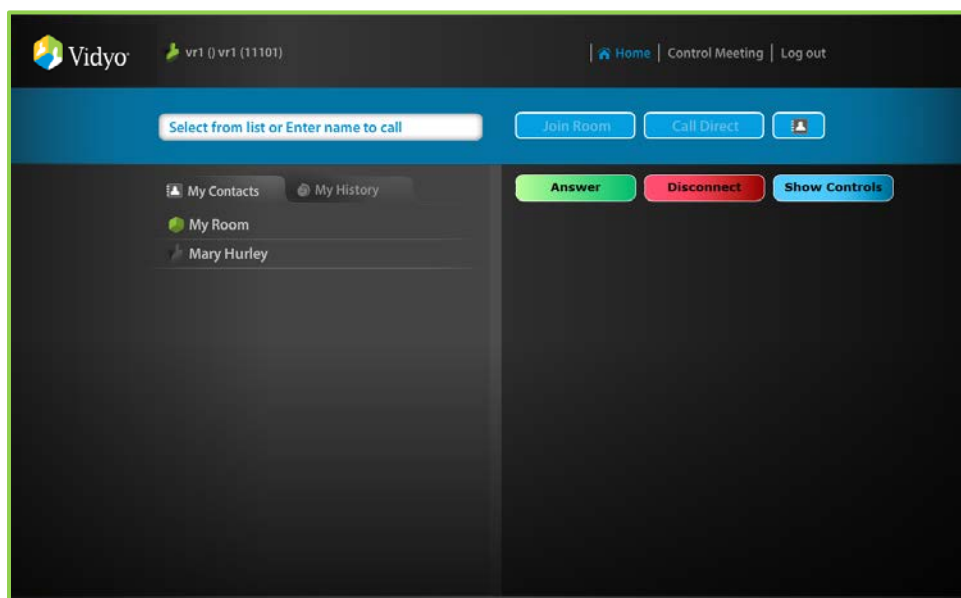 Vidyo
vr1 () vr1 (11101)
Home | Control Meeting | Log out
Select from list or Enter name to call
Join Room
Call Direct
My Contacts
My History
Answer
Disconnect
Show Controls
My Room
Mary Hurley